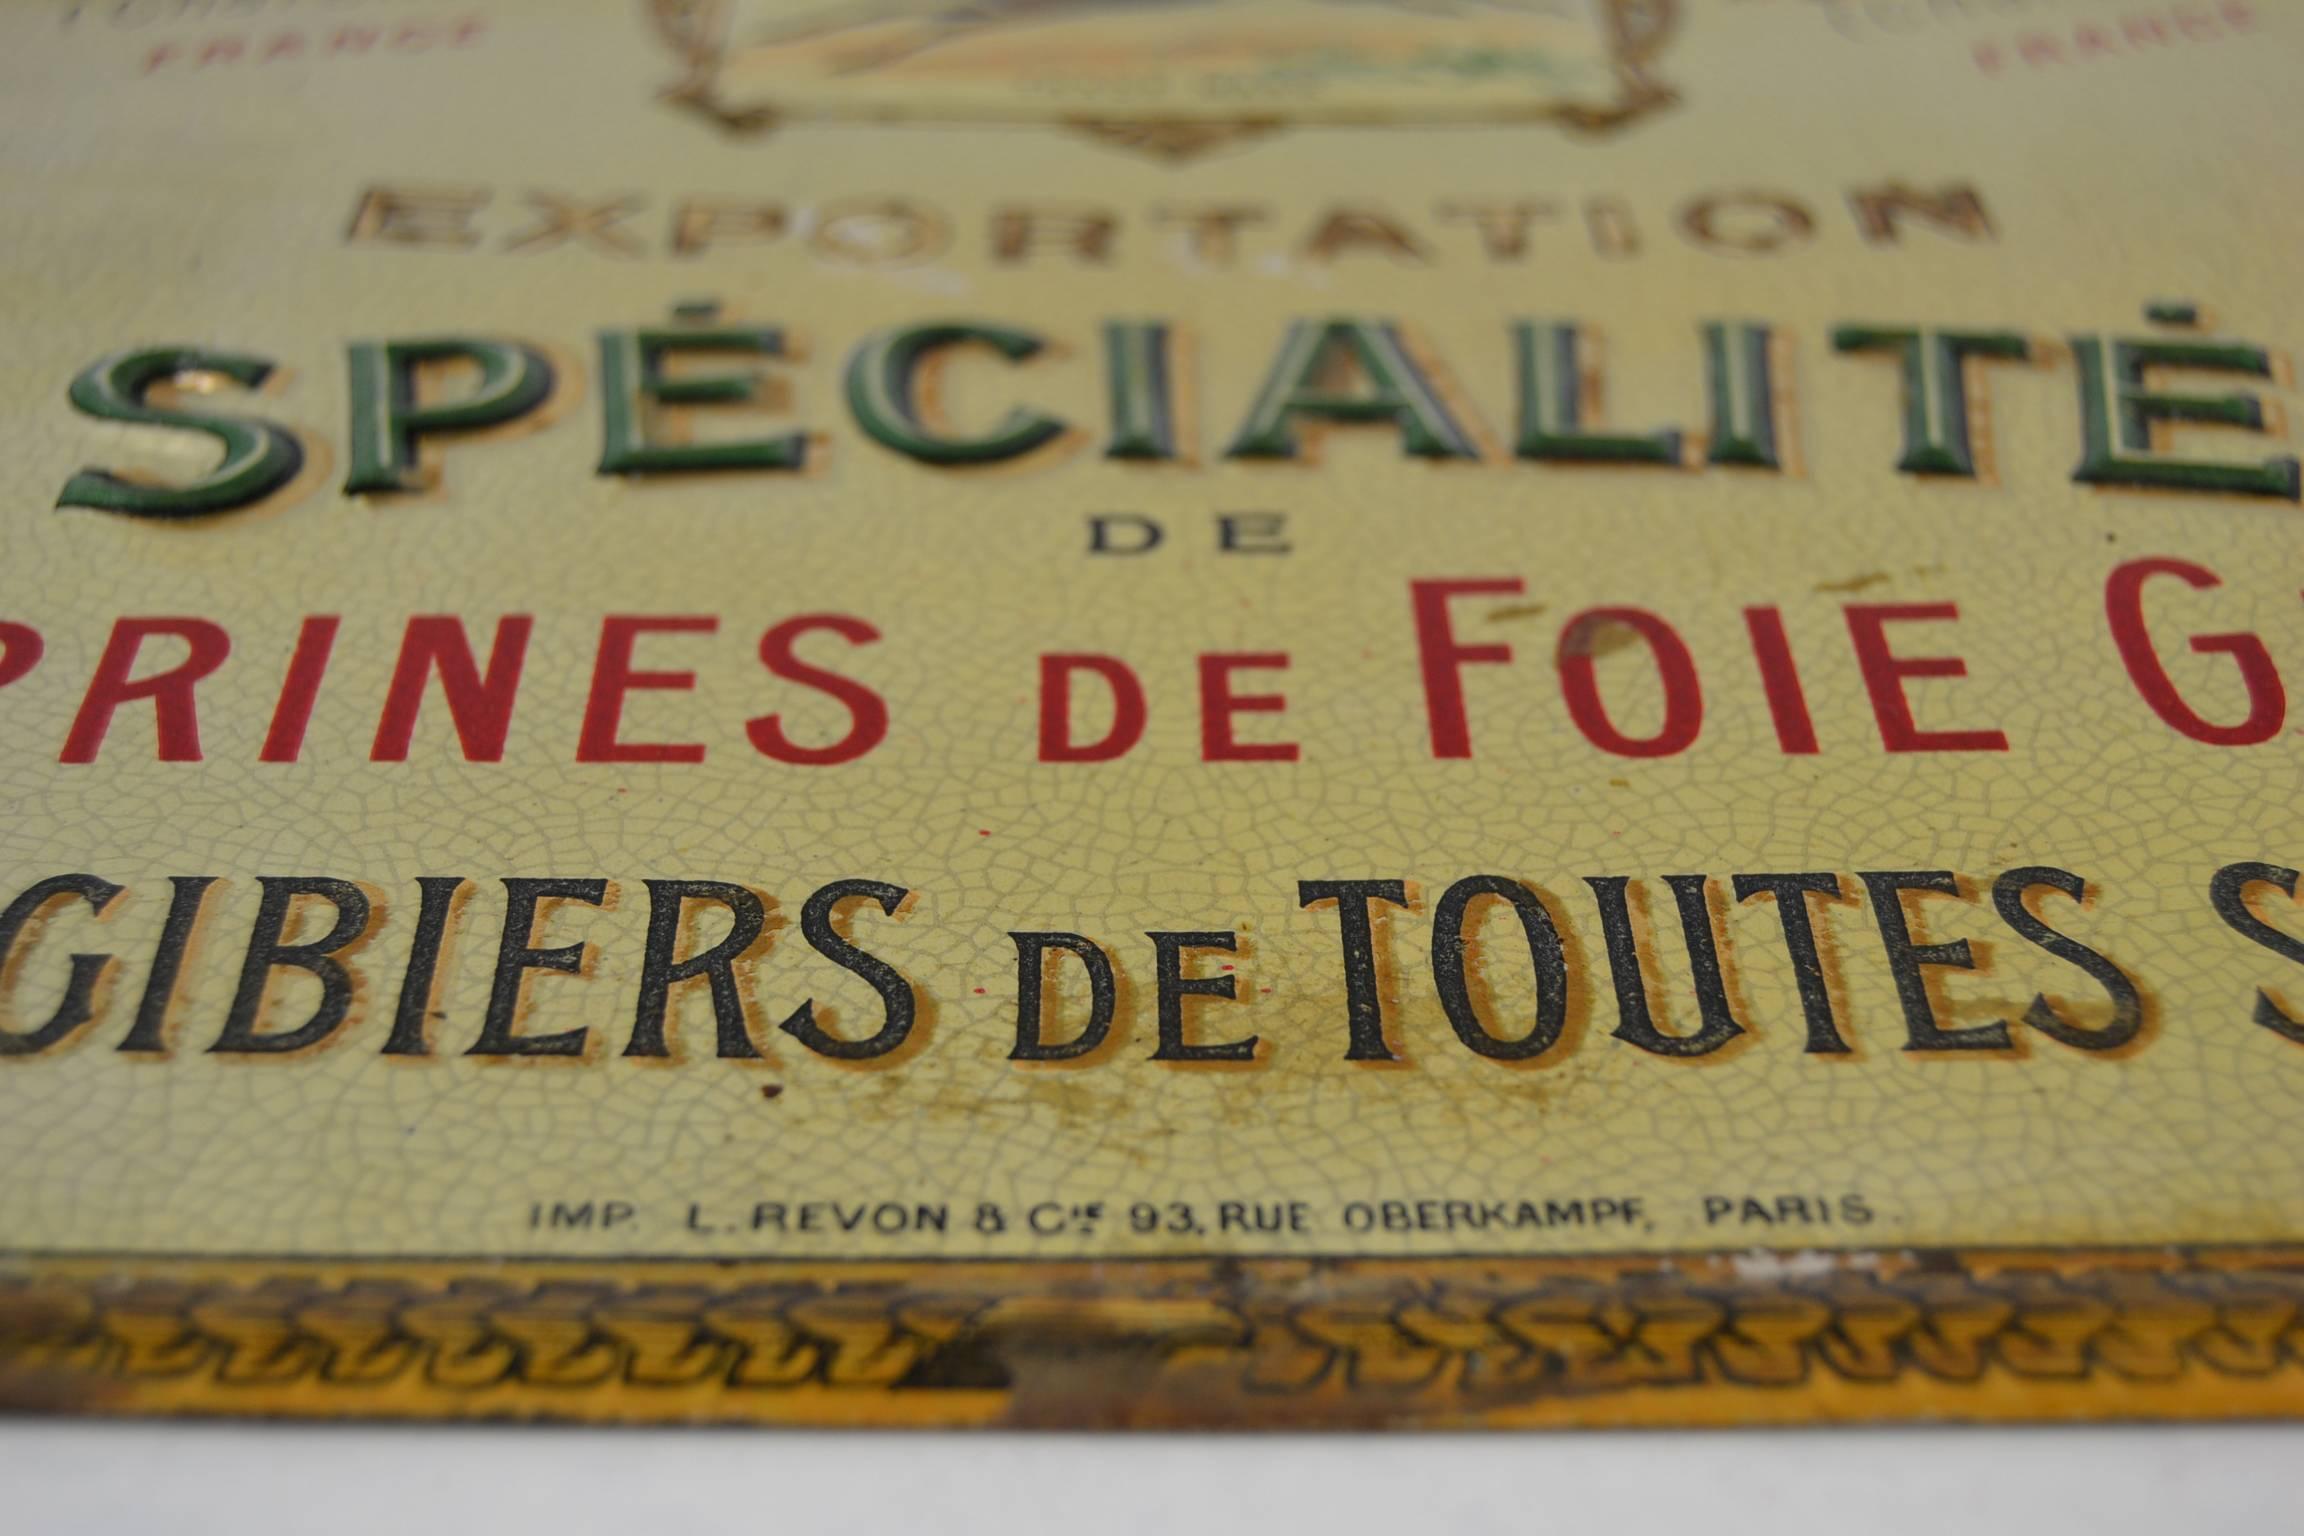 FRANCE FRANCE
EXPORTATION
SPÉCIALITÉ
DE
PRINES DE FOIE G
GIBIERS DE TOUTES S
IMP. L. REVON & CIE 93, RUE OBERKAMPF, PARIS.